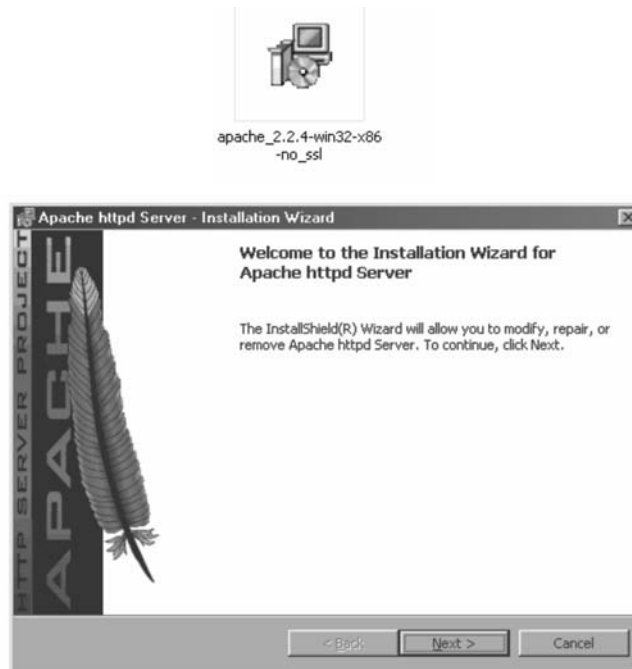 apache_2.2.4-win32-x86
-no_ssl
Apache httpd Server - Installation Wizard
HTTP SERVER PROJECT
APACHE
Welcome to the Installation Wizard for
Apache httpd Server
The InstallShield(R) Wizard will allow you to modify, repair, or
remove Apache httpd Server. To continue, click Next.
< Back
Next >
Cancel